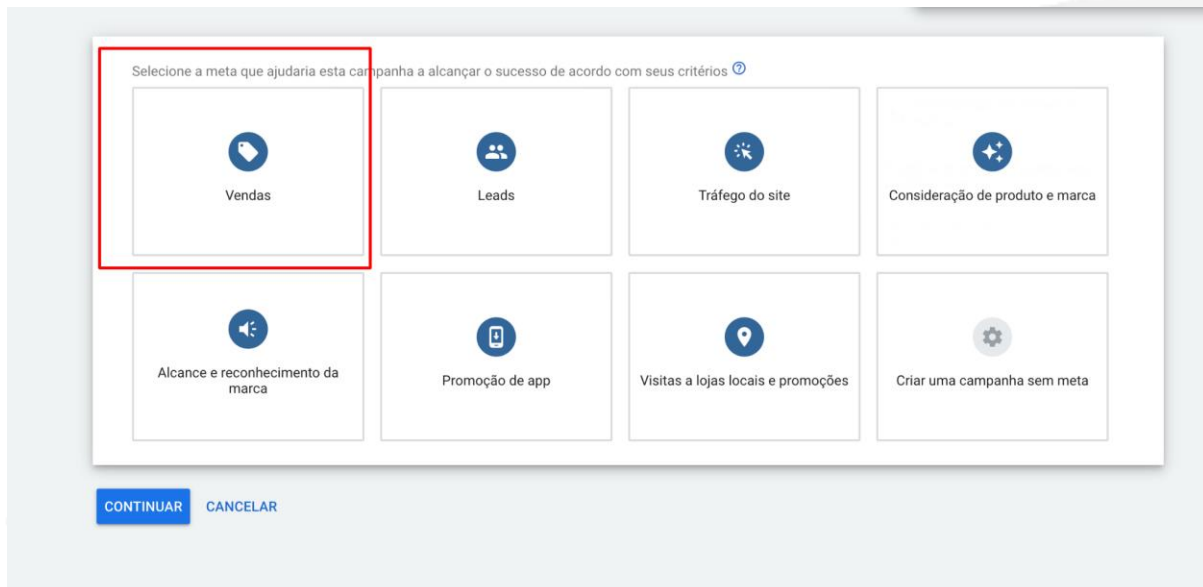 Selecione a meta que ajudaria esta campanha a alcançar o sucesso de acordo com seus critérios
Vendas
Leads
Tráfego do site
Consideração de produto e marca
Alcance e reconhecimento da
marca
Promoção de app
Visitas a lojas locais e promoções
Criar uma campanha sem meta
CONTINUAR
CANCELAR